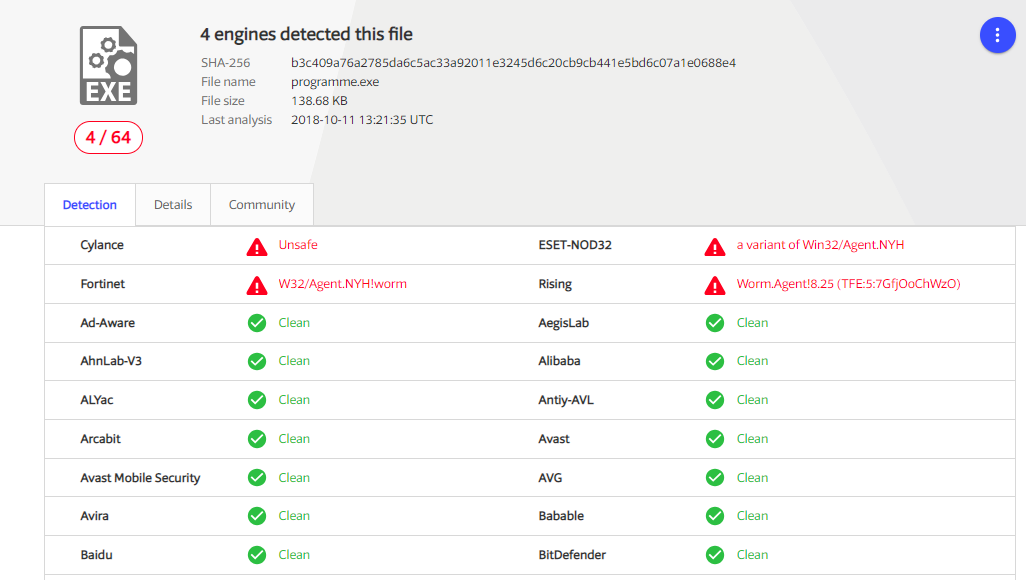 4 engines detected this file
SHA-256 b3c409a76a2785da6c5ac33a92011e3245d6c20cb9cb441e5bd6c07a1e0688e4
File name programme.exe
File size 138.68 KB
Last analysis 2018-10-11 13:21:35 UTC
EXE
4 / 64
Detection Details Community
Cylance Unsafe ESET-NOD32 a variant of Win32/Agent.NYH
Fortinet W32/Agent.NYH!worm Rising Worm.Agent!8.25 (TFE:5:7GfjOoChWzO)
Ad-Aware Clean AegisLab Clean
AhnLab-V3 Clean Alibaba Clean
ALYac Clean Antiy-AVL Clean
Arcabit Clean Avast Clean
Avast Mobile Security Clean AVG Clean
Avira Clean Babable Clean
Baidu Clean BitDefender Clean